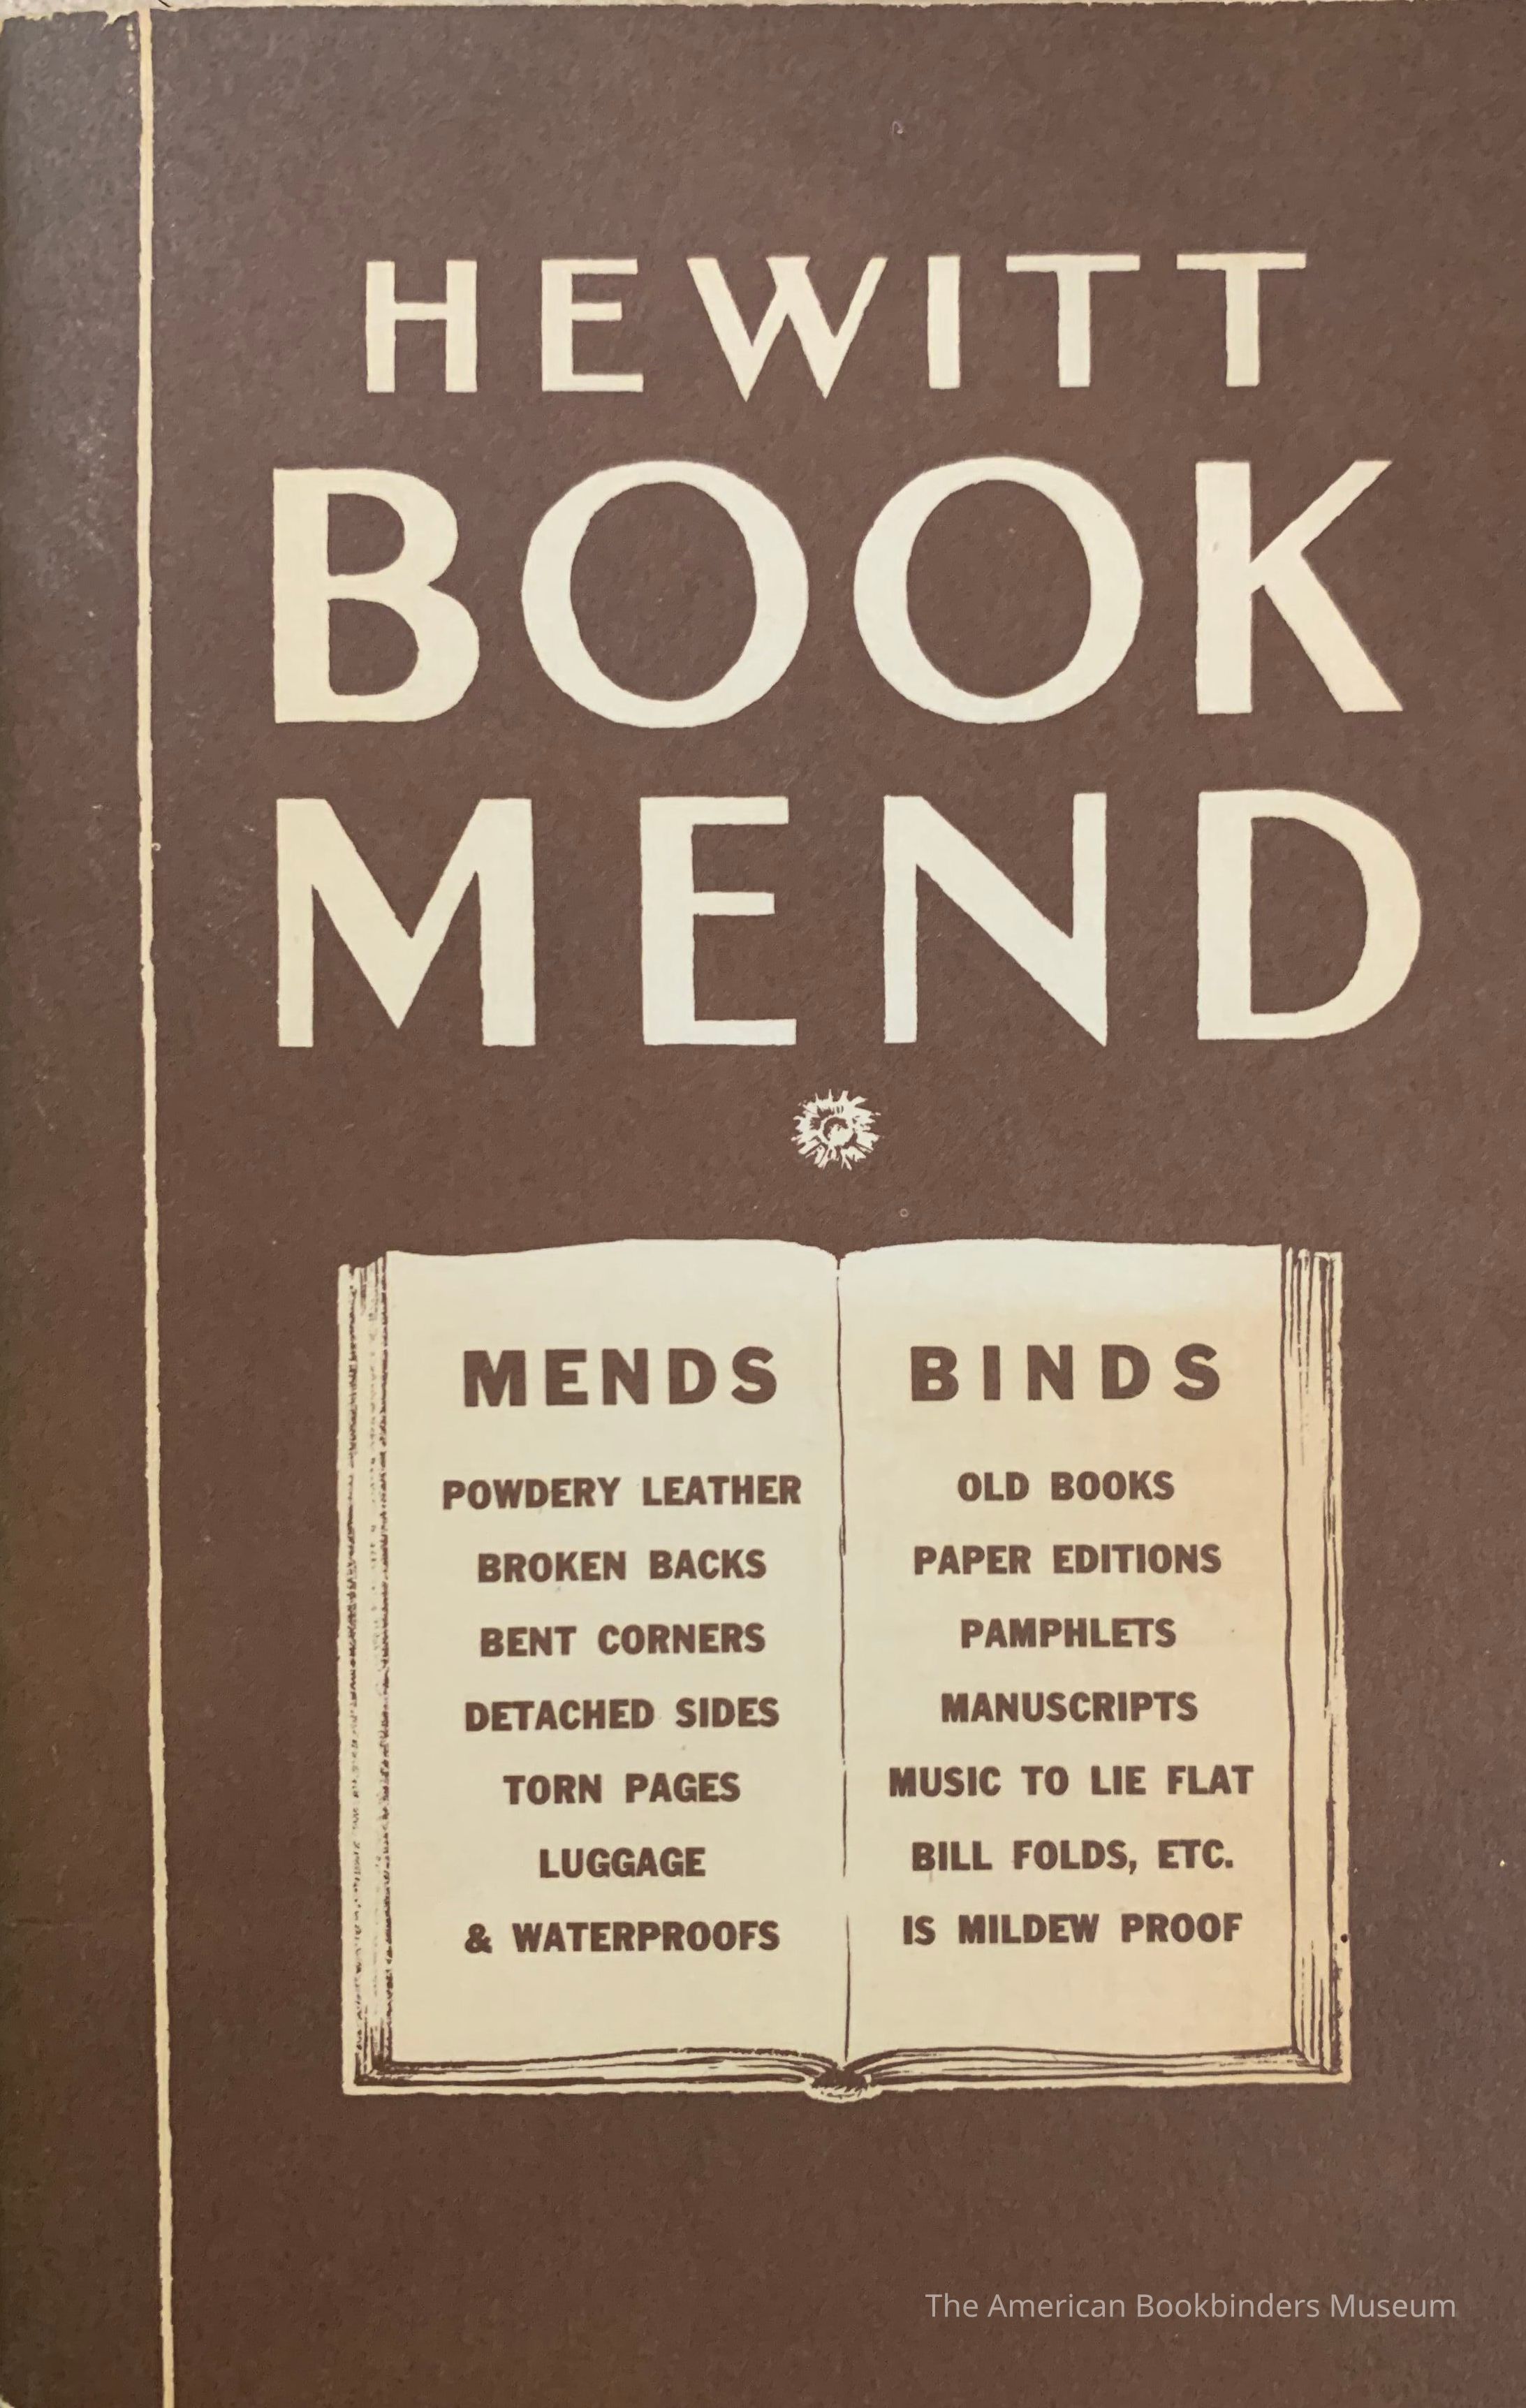 HEWITT
BOOK
MEND
MENDS
POWDERY LEATHER
BROKEN BACKS
BENT CORNERS
DETACHED SIDES
TORN PAGES
LUGGAGE
& WATERPROOFS
BINDS
OLD BOOKS
PAPER EDITIONS
PAMPHLETS
MANUSCRIPTS
MUSIC TO LIE FLAT
BILL FOLDS, ETC.
IS MILDEW PROOF
The American Bookbinders Museum